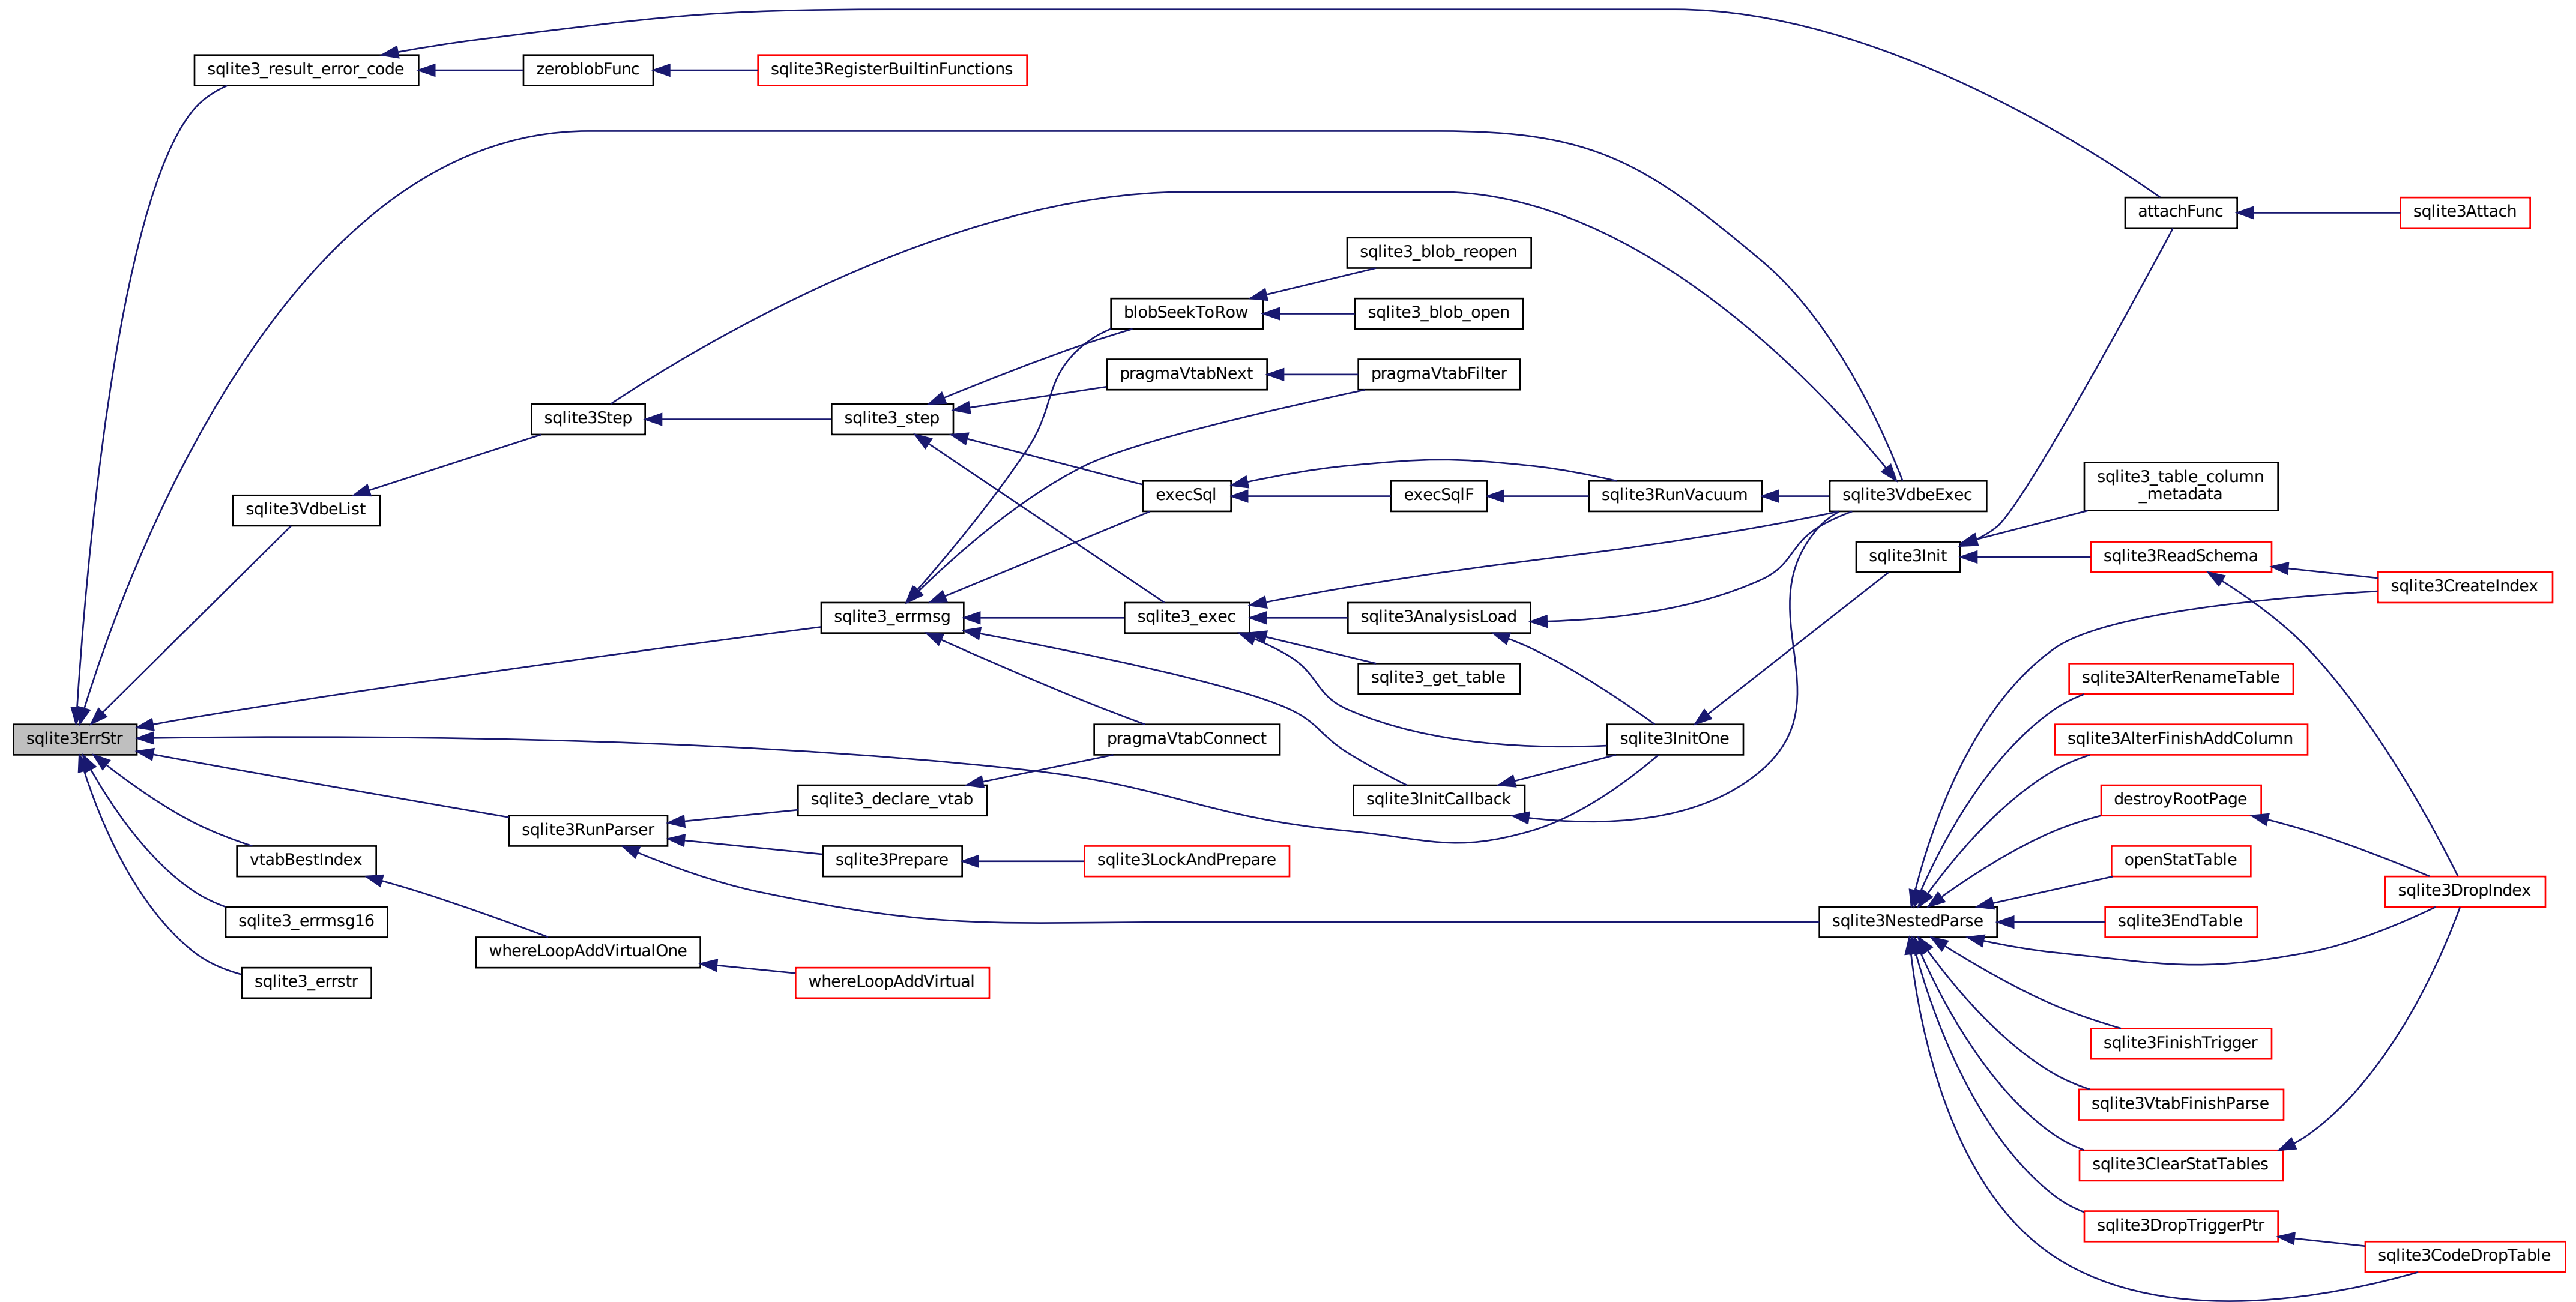 sqlite3_result_error_code
zeroblobFunc
sqlite3RegisterBuiltinFunctions
attachFunc
sqlite3Attach
sqlite3_blob_reopen
blobSeekToRow
sqlite3_blob_open
pragmaVtabNext
pragmaVtabFilter
sqlite3Step
sqlite3_step
sqlite3_table_column
_metadata
sqlite3VdbeList
execSql
execSqlF
sqlite3RunVacuum
sqlite3VdbeExec
sqlite3Init
sqlite3ReadSchema
sqlite3CreateIndex
sqlite3_errmsg
sqlite3_exec
sqlite3AnalysisLoad
sqlite3_get_table
sqlite3AlterRenameTable
sqlite3ErrStr
pragmaVtabConnect
sqlite3InitOne
sqlite3AlterFinishAddColumn
sqlite3_declare_vtab
sqlite3InitCallback
destroyRootPage
sqlite3RunParser
vtabBestIndex
sqlite3Prepare
sqlite3LockAndPrepare
openStatTable
sqlite3DropIndex
sqlite3_errmsg16
sqlite3NestedParse
sqlite3EndTable
whereLoopAddVirtualOne
sqlite3_errstr
whereLoopAddVirtual
sqlite3FinishTrigger
sqlite3VtabFinishParse
sqlite3ClearStatTables
sqlite3DropTriggerPtr
sqlite3CodeDropTable